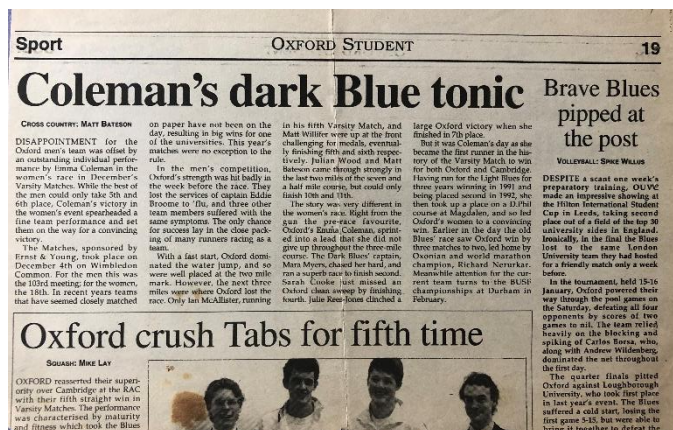 Sport
OXFORD STUDENT
19
Coleman's dark Blue tonic
CROSS COUNTRY: MATT BATESON
DISAPPOINTMENT for the
Oxford men's team was offset by
an outstanding individual perfor-
mance by Emma Coleman in the
women's race in December's
Varsity Matches. While the best of
the men could only take 5th and
6th place, Coleman's victory in
the women's event spearheaded a
fine team performance and set
them on the way for a convincing
victory.
The Matches, sponsored by
Ernst & Young, took place on
December 4th on Wimbledon
Common. For the men this was
the 103rd meeting; for the women,
the 18th. In recent years teams
that have seemed closely matched
on paper have not been on the
day, resulting in big wins for one
of the universities. This year's
matches were no exception to the
rule.
In the men's competition,
Oxford's strength was hit badly in
the week before the race. They
lost the services of captain Eddie
Broome to 'flu, and three other
team members suffered with the
same symptoms. The only chance
for success lay in the close pack-
ing of many runners racing as a
team.
With a fast start, Oxford domi-
nated the water jump, and so
were well placed at the two mile
mark. However, the next three
miles were where Oxford lost the
race. Only Ian McAllister, running
in his fifth Varsity Match, and
Matt Willifer were up at the front
challenging for medals, eventual-
ly finishing fifth and sixth respec-
tively. Julian Wood and Matt
Bateson came through strongly in
the last two miles of the seven and
a half mile course, but could only
finish 10th and 11th.
The story was very different in
the women's race. Right from the
gun the pre-race favourite,
Oxford's Emma Coleman, sprint-
ed into a lead that she did not
give up throughout the three-mile
course. The Dark Blues' captain,
Mara Myers, chased her hard, and
ran a superb race to finish second.
Sarah Cooke just missed an
Oxford clean sweep by finishing
fourth. Julie Rees-Jones clinched a
large Oxford victory when she
finished in 7th place.
But it was Coleman's day as she
became the first runner in the his-
tory of the Varsity Match to win
for both Oxford and Cambridge.
Having run for the Light Blues for
three years winning in 1991 and
being placed second in 1992, she
then took up a place on a D.Phil
course at Magdalen, and so led
Oxford's women to a convincing
win. Earlier in the day the old
Blues' race saw Oxford win by
three matches to two, led home by
Oxonian and world marathon
champion, Richard Nerurkar.
Meanwhile attention for the cur-
rent team turns to the BUSF
championships at Durham in
February.
Brave Blues
pipped at
the post
VOLLEYBALL: SPIKE WILLUS
DESPITE a scant one week's
preparatory training, OUVC
made an impressive showing at
the Hilton International Student
Cup in Leeds, taking second
place out of a field of the top 30
university sides in England.
Ironically, in the final the Blues
lost to the same London
University team they had hosted
for a friendly match only a week
before.
In the tournament, held 15-16
January, Oxford powered their
way through the pool games on
the Saturday, defeating all four
opponents by scores of two
games to nil. The team relied
heavily on the blocking and
spiking of Carlos Borsa, who,
along with Andrew Wildenberg,
dominated the net throughout
the first day.
The quarter finals pitted
Oxford against Loughborough
University, who took first place
in last year's event. The Blues
suffered a cold start, losing the
first game 5-15, but were able to
bring it together to defeat the
Oxford crush Tabs for fifth time
SQUASH: MIKE LAY
OXFORD reasserted their superi-
ority over Cambridge at the RAC
with their fifth straight win in
Varsity Matches. The performance
was characterised by maturity
and fitness which took the Blues